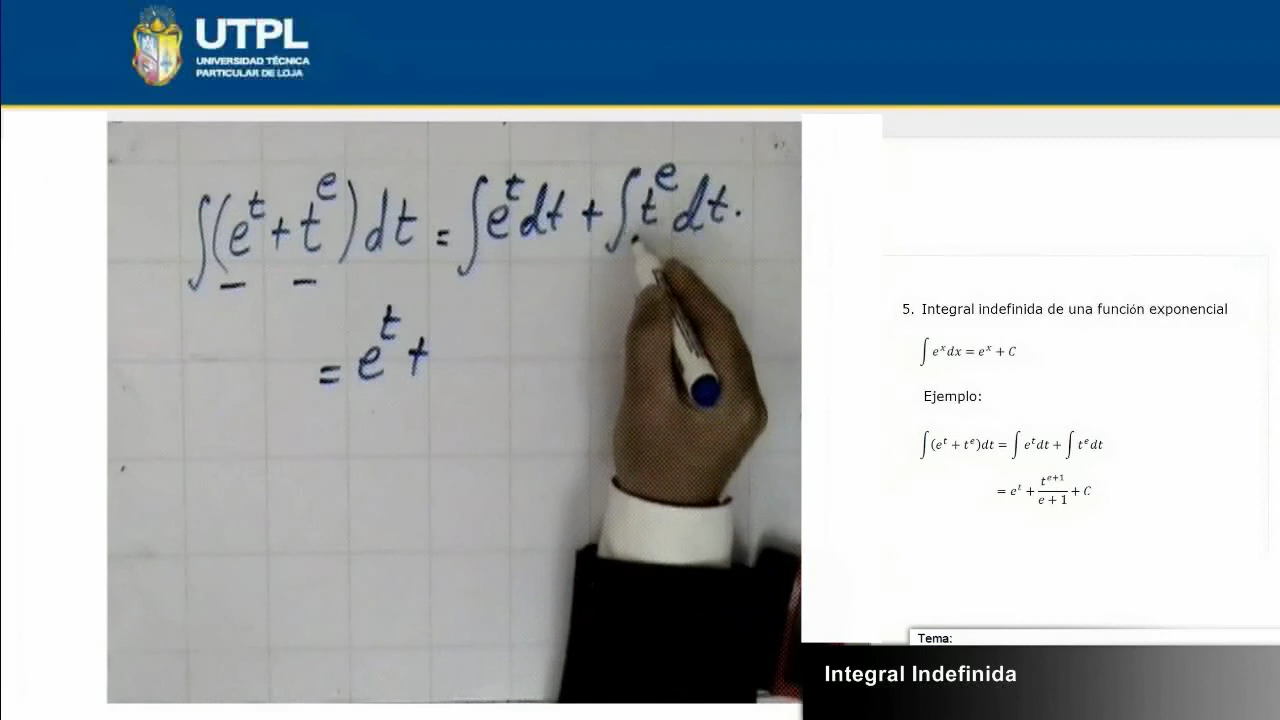 UTPL
UNIVERSIDAD TÉCNICA
PARTICULAR DE LOJA
∫(e^t + t^e) dt = ∫e^t dt + ∫t^e dt.
= e^t +
5. Integral indefinida de una función exponencial
∫ e^x dx = e^x + C
Ejemplo:
∫(e^t + t^e)dt = ∫ e^t dt + ∫ t^e dt
= e^t + \frac{t^{e+1}}{e+1} + C
Tema:
Integral Indefinida